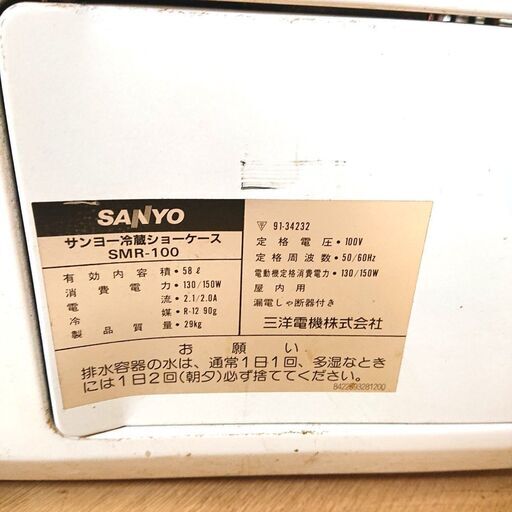 SANYO
サンヨー冷蔵ショーケース
SMR-100
有効内容積・58ℓ
消費電力・130/150W
電流・2.1/2.0A
冷媒・R-12 90g
製品質量・29kg
▽ 91-34232
定格電圧・100V
定格周波数・50/60Hz
電動機定格消費電力・130/150W
屋内用
漏電しゃ断器付き
三洋電機株式会社
お願い
排水容器の水は、通常1日1回、多湿なとき
には1日2回(朝夕)必ず捨ててください。